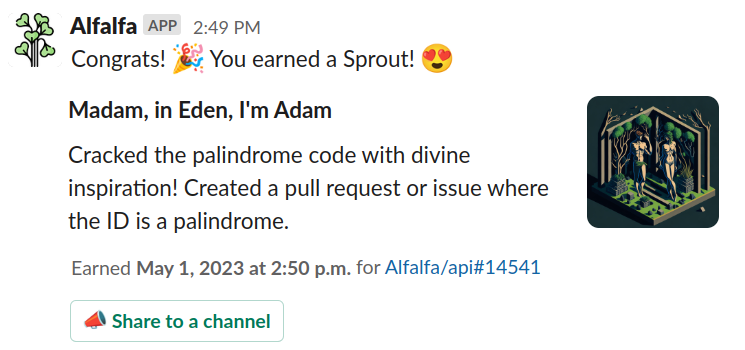 Alfalfa APP 2:49 PM
Congrats! 🎉 You earned a Sprout! 😍
Madam, in Eden, I'm Adam
Cracked the palindrome code with divine
inspiration! Created a pull request or issue where
the ID is a palindrome.
Earned May 1, 2023 at 2:50 p.m. for Alfalfa/api#14541
📣 Share to a channel